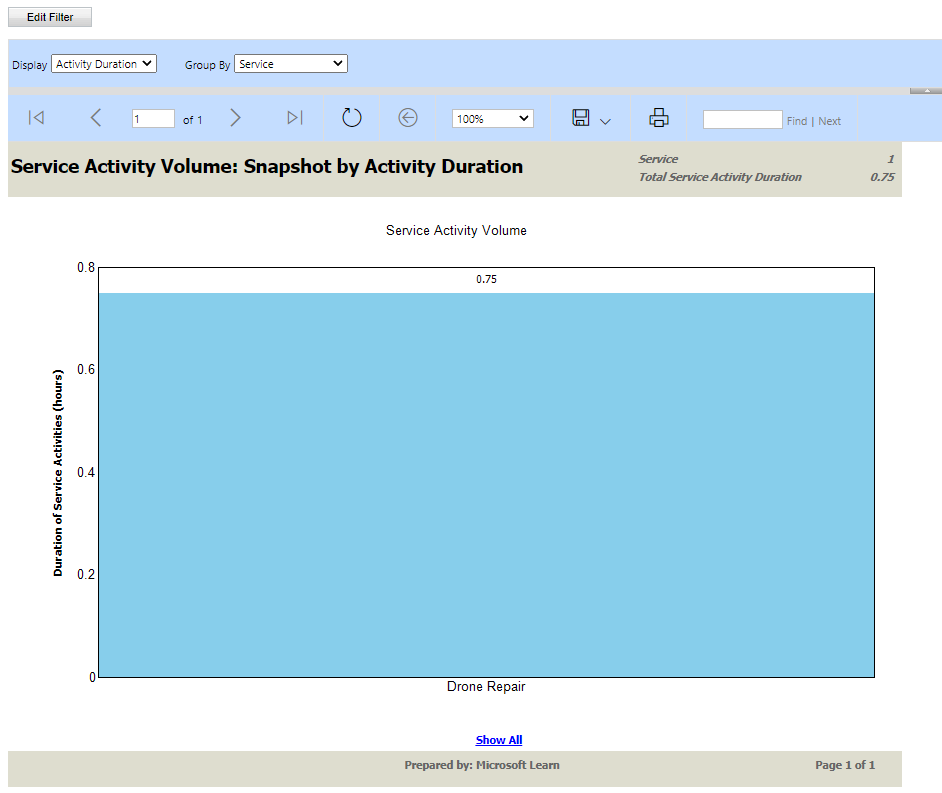 Edit Filter
Display Activity Duration Group By Service
1 of 1 100% Find | Next
Service Activity Volume: Snapshot by Activity Duration
Service 1
Total Service Activity Duration 0.75
Service Activity Volume
0.8
0.75
0.6
0.4
0.2
0
Duration of Service Activities (hours)
Drone Repair
Show All
Prepared by: Microsoft Learn Page 1 of 1